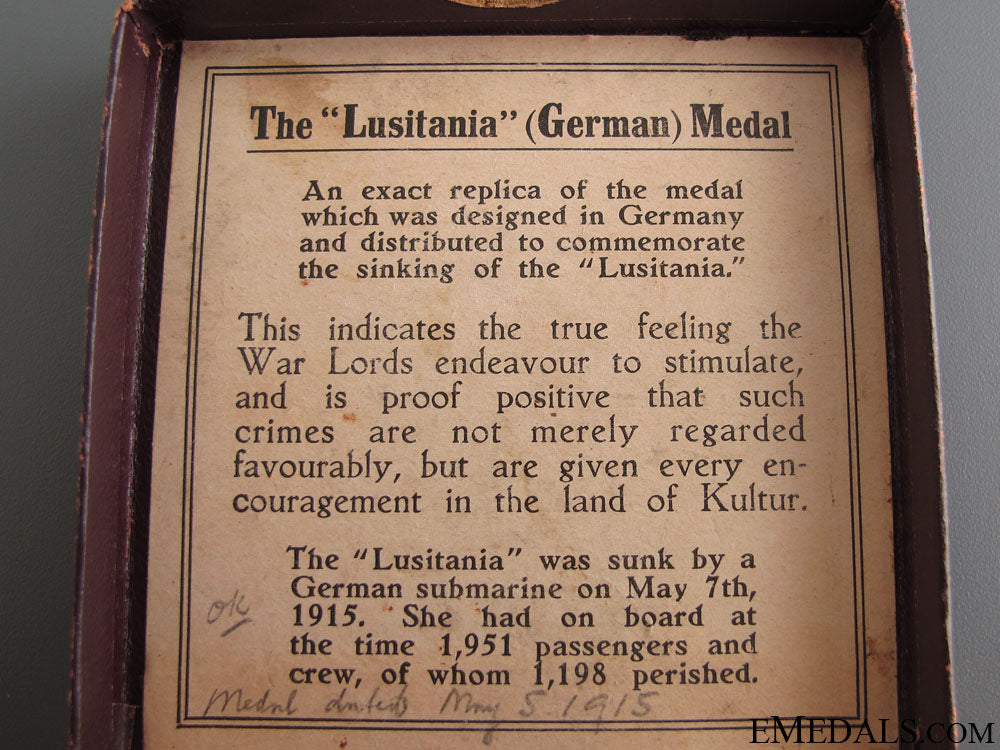 The "Lusitania" (German) Medal
An exact replica of the medal
which was designed in Germany
and distributed to commemorate
the sinking of the "Lusitania."
This indicates the true feeling the
War Lords endeavour to stimulate,
and is proof positive that such
crimes are not merely regarded
favourably, but are given every en-
couragement in the land of Kultur.
The "Lusitania" was sunk by a
German submarine on May 7th,
1915. She had on board at
the time 1,951 passengers and
crew, of whom 1,198 perished.
ok
Medal May 5 1915
EMEDALS.COM